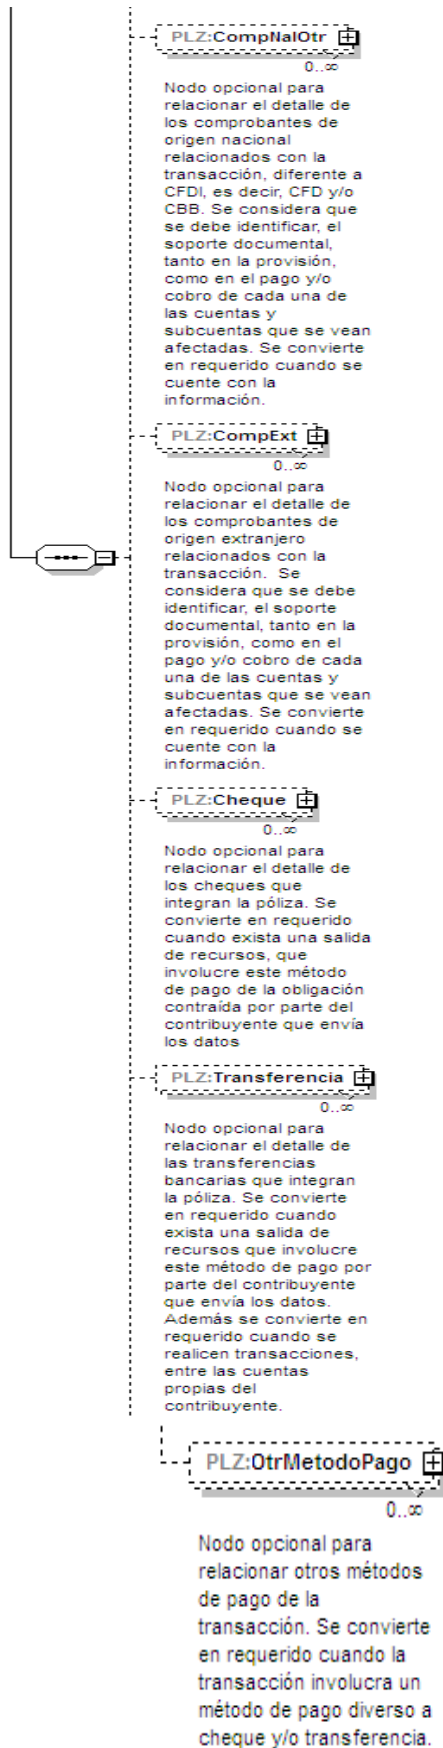 PLZ:CompNalOtr
0..∞
Nodo opcional para
relacionar el detalle de
los comprobantes de
origen nacional
relacionados con la
transacción, diferente a
CFDI, es decir, CFD y/o
CBB. Se considera que
se debe identificar, el
soporte documental,
tanto en la provisión,
como en el pago y/o
cobro de cada una de
las cuentas y
subcuentas que se vean
afectadas. Se convierte
en requerido cuando se
cuente con la
información.
PLZ:CompExt
0..∞
Nodo opcional para
relacionar el detalle de
los comprobantes de
origen extranjero
relacionados con la
transacción. Se
considera que se debe
identificar, el soporte
documental, tanto en la
provisión, como en el
pago y/o cobro de cada
una de las cuentas y
subcuentas que se vean
afectadas. Se convierte
en requerido cuando se
cuente con la
información.
PLZ:Cheque
0..∞
Nodo opcional para
relacionar el detalle de
los cheques que
integran la póliza. Se
convierte en requerido
cuando exista una salida
de recursos, que
involucre este método
de pago de la obligación
contraída por parte del
contribuyente que envía
los datos
PLZ:Transferencia
0..∞
Nodo opcional para
relacionar el detalle de
las transferencias
bancarias que integran
la póliza. Se convierte
en requerido cuando
exista una salida de
recursos que involucre
este método de pago por
parte del contribuyente
que envía los datos.
Además se convierte en
requerido cuando se
realicen transacciones,
entre las cuentas
propias del
contribuyente.
PLZ:OtrMetodoPago
0..∞
Nodo opcional para
relacionar otros métodos
de pago de la
transacción. Se convierte
en requerido cuando la
transacción involucra un
método de pago diverso a
cheque y/o transferencia.